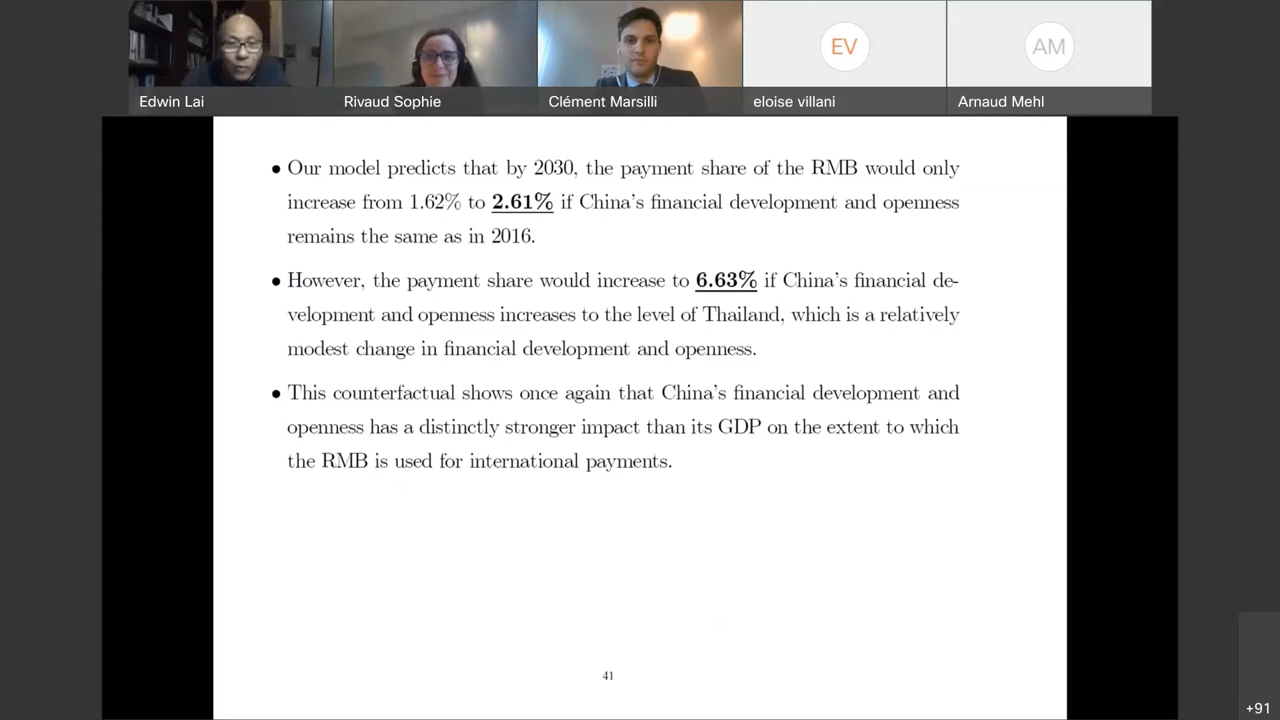 Edwin Lai
Rivaud Sophie
Clément Marsilli
EV
eloise villani
AM
Arnaud Mehl
• Our model predicts that by 2030, the payment share of the RMB would only
increase from 1.62% to 2.61% if China's financial development and openness
remains the same as in 2016.
• However, the payment share would increase to 6.63% if China's financial de-
velopment and openness increases to the level of Thailand, which is a relatively
modest change in financial development and openness.
• This counterfactual shows once again that China's financial development and
openness has a distinctly stronger impact than its GDP on the extent to which
the RMB is used for international payments.
41
+91